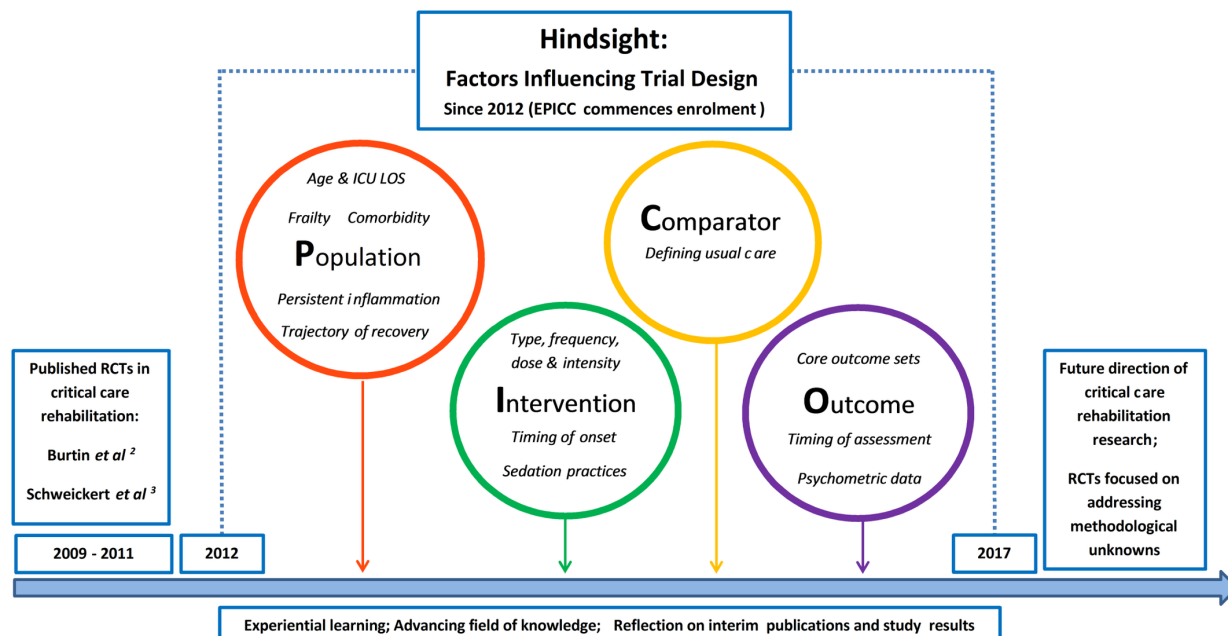 Hindsight:
Factors Influencing Trial Design
Since 2012 (EPICC commences enrolment )
Age & ICU LOS
Frailty Comorbidity
Population
Persistent inflammation
Trajectory of recovery
Type, frequency,
dose & intensity
Intervention
Timing of onset
Sedation practices
Comparator
Defining usual care
Core outcome sets
Outcome
Timing of assessment
Psychometric data
Published RCTs in
critical care
rehabilitation:
Burtin et al 2
Schweickert et al 3
2009 - 2011
2012
2017
Future direction of
critical care
rehabilitation
research;
RCTs focused on
addressing
methodological
unknowns
Experiential learning; Advancing field of knowledge; Reflection on interim publications and study results